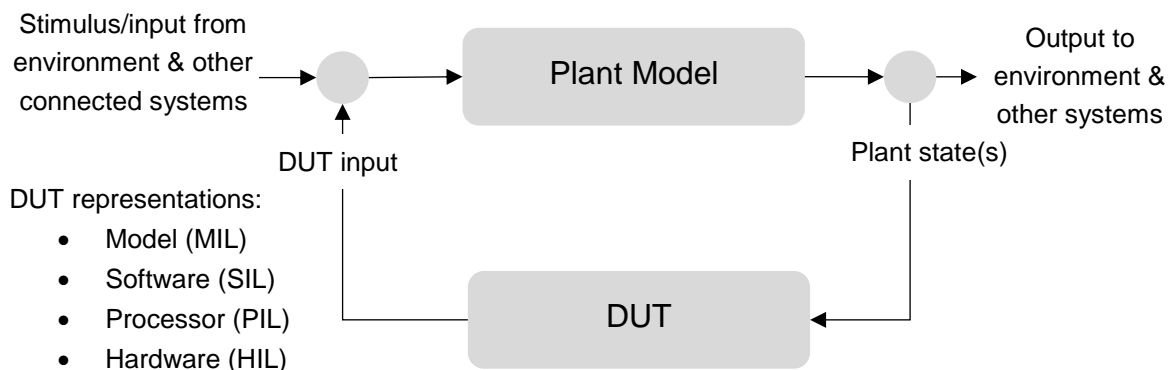 Stimulus/input from
environment & other
connected systems
Plant Model
Output to
environment &
other systems
DUT input
Plant state(s)
DUT representations:
• Model (MIL)
• Software (SIL)
• Processor (PIL)
• Hardware (HIL)
DUT